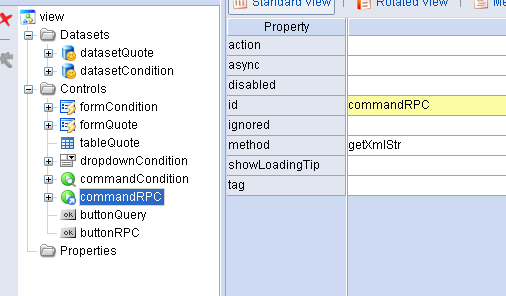 view
Datasets
datasetQuote
datasetCondition
Controls
formCondition
formQuote
tableQuote
dropdownCondition
commandCondition
commandRPC
ok buttonQuery
ok buttonRPC
Properties
Standard View Rotated View
Property
action
async
disabled
id commandRPC
ignored
method getXmlStr
showLoadingTip
tag